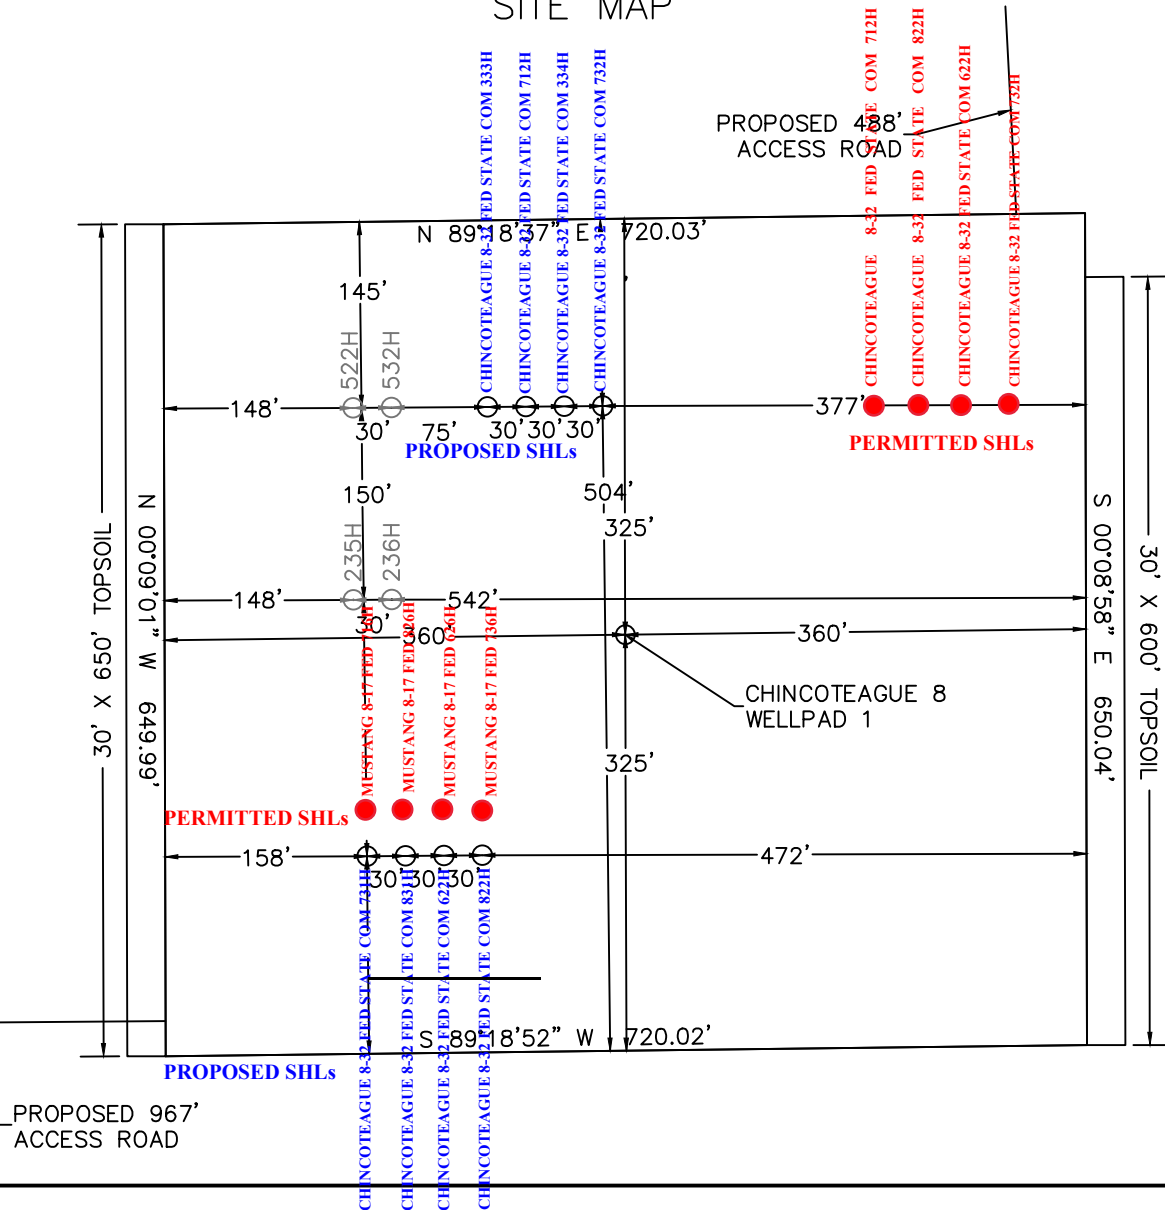 SITE MAP
CHINCOTEAGUE 8-32 FED STATE COM 333H
CHINCOTEAGUE 8-32 FED STATE COM 712H
CHINCOTEAGUE 8-32 FED STATE COM 334H
CHINCOTEAGUE 8-32 FED STATE COM 732H
CHINCOTEAGUE 8-32 FED STATE COM 712H
CHINCOTEAGUE 8-32 FED STATE COM 822H
CHINCOTEAGUE 8-32 FED STATE COM 622H
CHINCOTEAGUE 8-32 FED STATE COM 732H
PROPOSED 488'
ACCESS ROAD
N 89°18'37" E 720.03'
145'
522H
532H
148'
30'
75'
30'
30'
30'
377'
PROPOSED SHLs
PERMITTED SHLs
150'
504'
325'
N 00°09'01" W 649.99'
30' X 650' TOPSOIL
S 00°08'58" E 650.04'
30' X 600' TOPSOIL
235H
236H
148'
542'
30'
360'
360'
MUSTANG 8-17 FED
MUSTANG 8-17 FED 826H
MUSTANG 8-17 FED 626H
MUSTANG 8-17 FED 736H
CHINCOTEAGUE 8
WELLPAD 1
325'
PERMITTED SHLs
158'
30'
30'
30'
472'
CHINCOTEAGUE 8-32 FED STATE COM 731H
CHINCOTEAGUE 8-32 FED STATE COM 831H
CHINCOTEAGUE 8-32 FED STATE COM 622H
CHINCOTEAGUE 8-32 FED STATE COM 822H
S 89°18'52" W 720.02'
PROPOSED SHLs
PROPOSED 967'
ACCESS ROAD